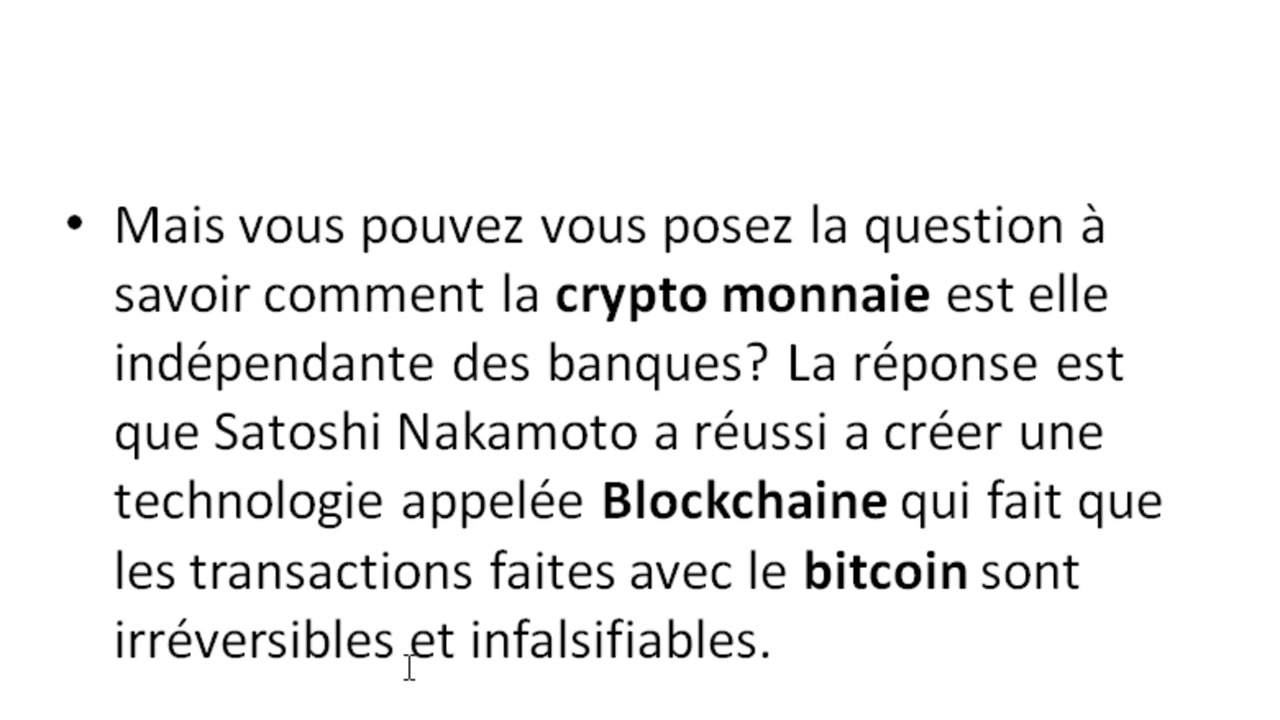 • Mais vous pouvez vous posez la question à
savoir comment la crypto monnaie est elle
indépendante des banques? La réponse est
que Satoshi Nakamoto a réussi a créer une
technologie appelée Blockchaine qui fait que
les transactions faites avec le bitcoin sont
irréversibles et infalsifiables.